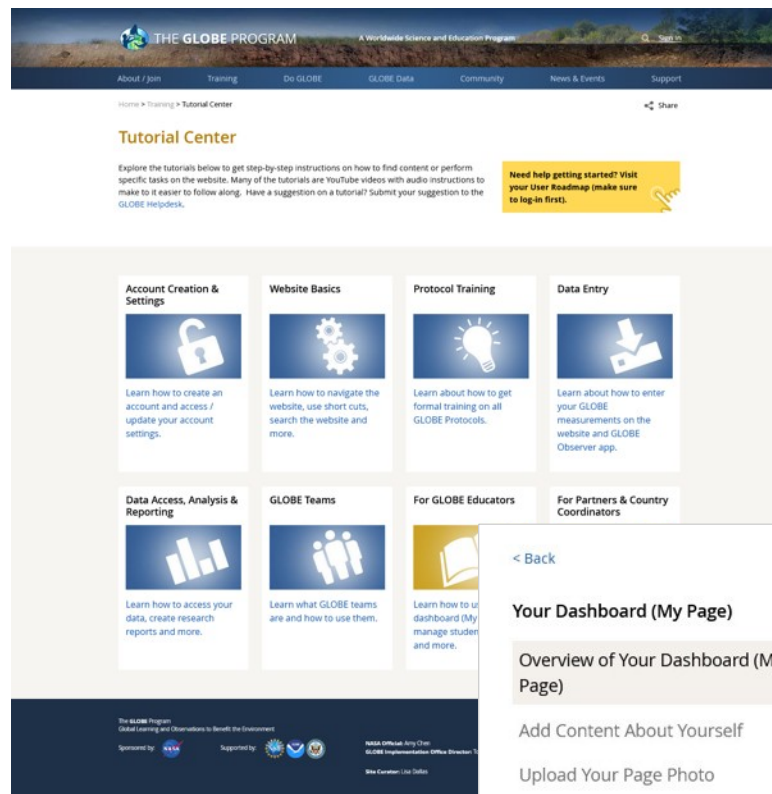 THE GLOBE PROGRAM
A Worldwide Science and Education Program
Sign In
About / Join Training Do GLOBE GLOBE Data Community News & Events Support
Home > Training > Tutorial Center
Share
Tutorial Center
Explore the tutorials below to get step-by-step instructions on how to find content or perform
specific tasks on the website. Many of the tutorials are YouTube videos with audio instructions to
make to it easier to follow along. Have a suggestion on a tutorial? Submit your suggestion to the
GLOBE Helpdesk.
Need help getting started? Visit
your User Roadmap (make sure
to log-in first).
Account Creation &
Settings
Learn how to create an
account and access /
update your account
settings.
Website Basics
Learn how to navigate the
website, use short cuts,
search the website and
more.
Protocol Training
Learn about how to get
formal training on all
GLOBE Protocols.
Data Entry
Learn about how to enter
your GLOBE
measurements on the
website and GLOBE
Observer app.
Data Access, Analysis &
Reporting
Learn how to access your
data, create research
reports and more.
GLOBE Teams
Learn what GLOBE teams
are and how to use them.
For GLOBE Educators
Learn how to u
dashboard (My
manage studen
and more.
For Partners & Country
Coordinators
< Back
Your Dashboard (My Page)
Overview of Your Dashboard (M
Page)
Add Content About Yourself
Upload Your Page Photo
The GLOBE Program
Global Learning and Observations to Benefit the Environment
Sponsored by:
NASA
Supported by:
NASA Official: Amy Chen
GLOBE Implementation Office Director:
Site Curator: Lisa Dallas